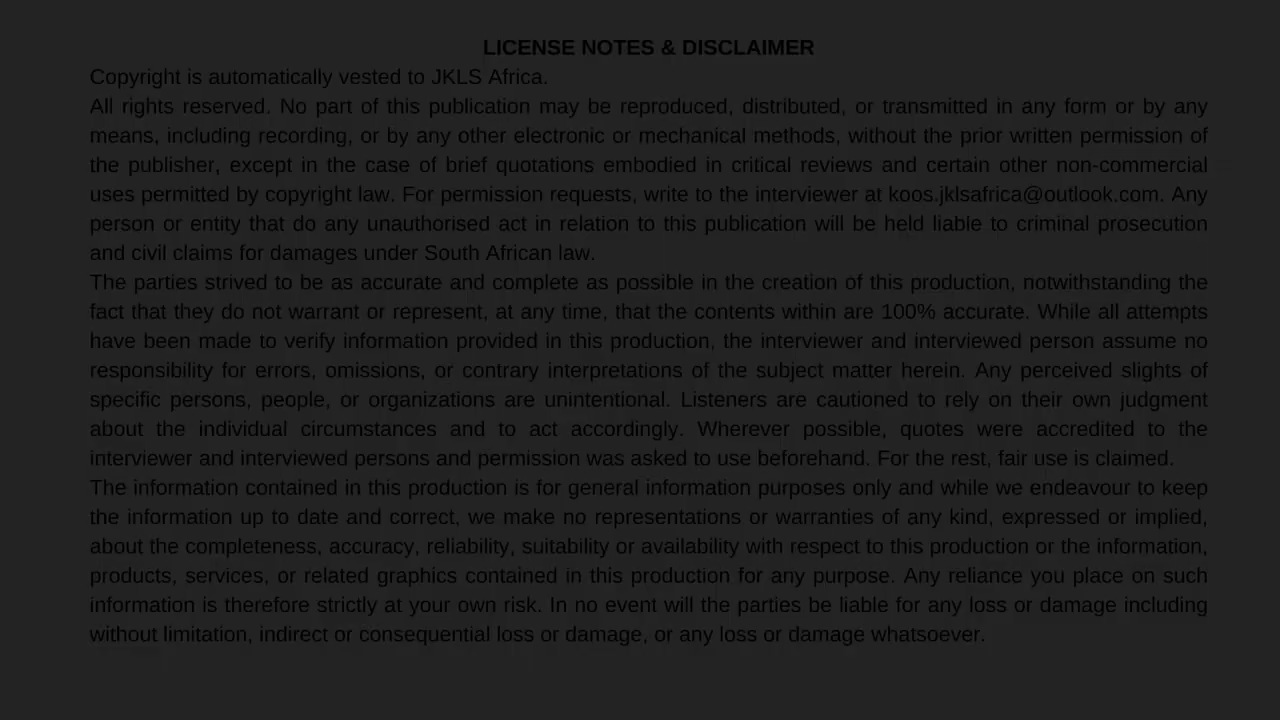 LICENSE NOTES & DISCLAIMER
Copyright is automatically vested to JKLS Africa.
All rights reserved. No part of this publication may be reproduced, distributed, or transmitted in any form or by any
means, including recording, or by any other electronic or mechanical methods, without the prior written permission of
the publisher, except in the case of brief quotations embodied in critical reviews and certain other non-commercial
uses permitted by copyright law. For permission requests, write to the interviewer at koos.jklsafrica@outlook.com. Any
person or entity that do any unauthorised act in relation to this publication will be held liable to criminal prosecution
and civil claims for damages under South African law.
The parties strived to be as accurate and complete as possible in the creation of this production, notwithstanding the
fact that they do not warrant or represent, at any time, that the contents within are 100% accurate. While all attempts
have been made to verify information provided in this production, the interviewer and interviewed person assume no
responsibility for errors, omissions, or contrary interpretations of the subject matter herein. Any perceived slights of
specific persons, people, or organizations are unintentional. Listeners are cautioned to rely on their own judgment
about the individual circumstances and to act accordingly. Wherever possible, quotes were accredited to the
interviewer and interviewed persons and permission was asked to use beforehand. For the rest, fair use is claimed.
The information contained in this production is for general information purposes only and while we endeavour to keep
the information up to date and correct, we make no representations or warranties of any kind, expressed or implied,
about the completeness, accuracy, reliability, suitability or availability with respect to this production or the information,
products, services, or related graphics contained in this production for any purpose. Any reliance you place on such
information is therefore strictly at your own risk. In no event will the parties be liable for any loss or damage including
without limitation, indirect or consequential loss or damage, or any loss or damage whatsoever.